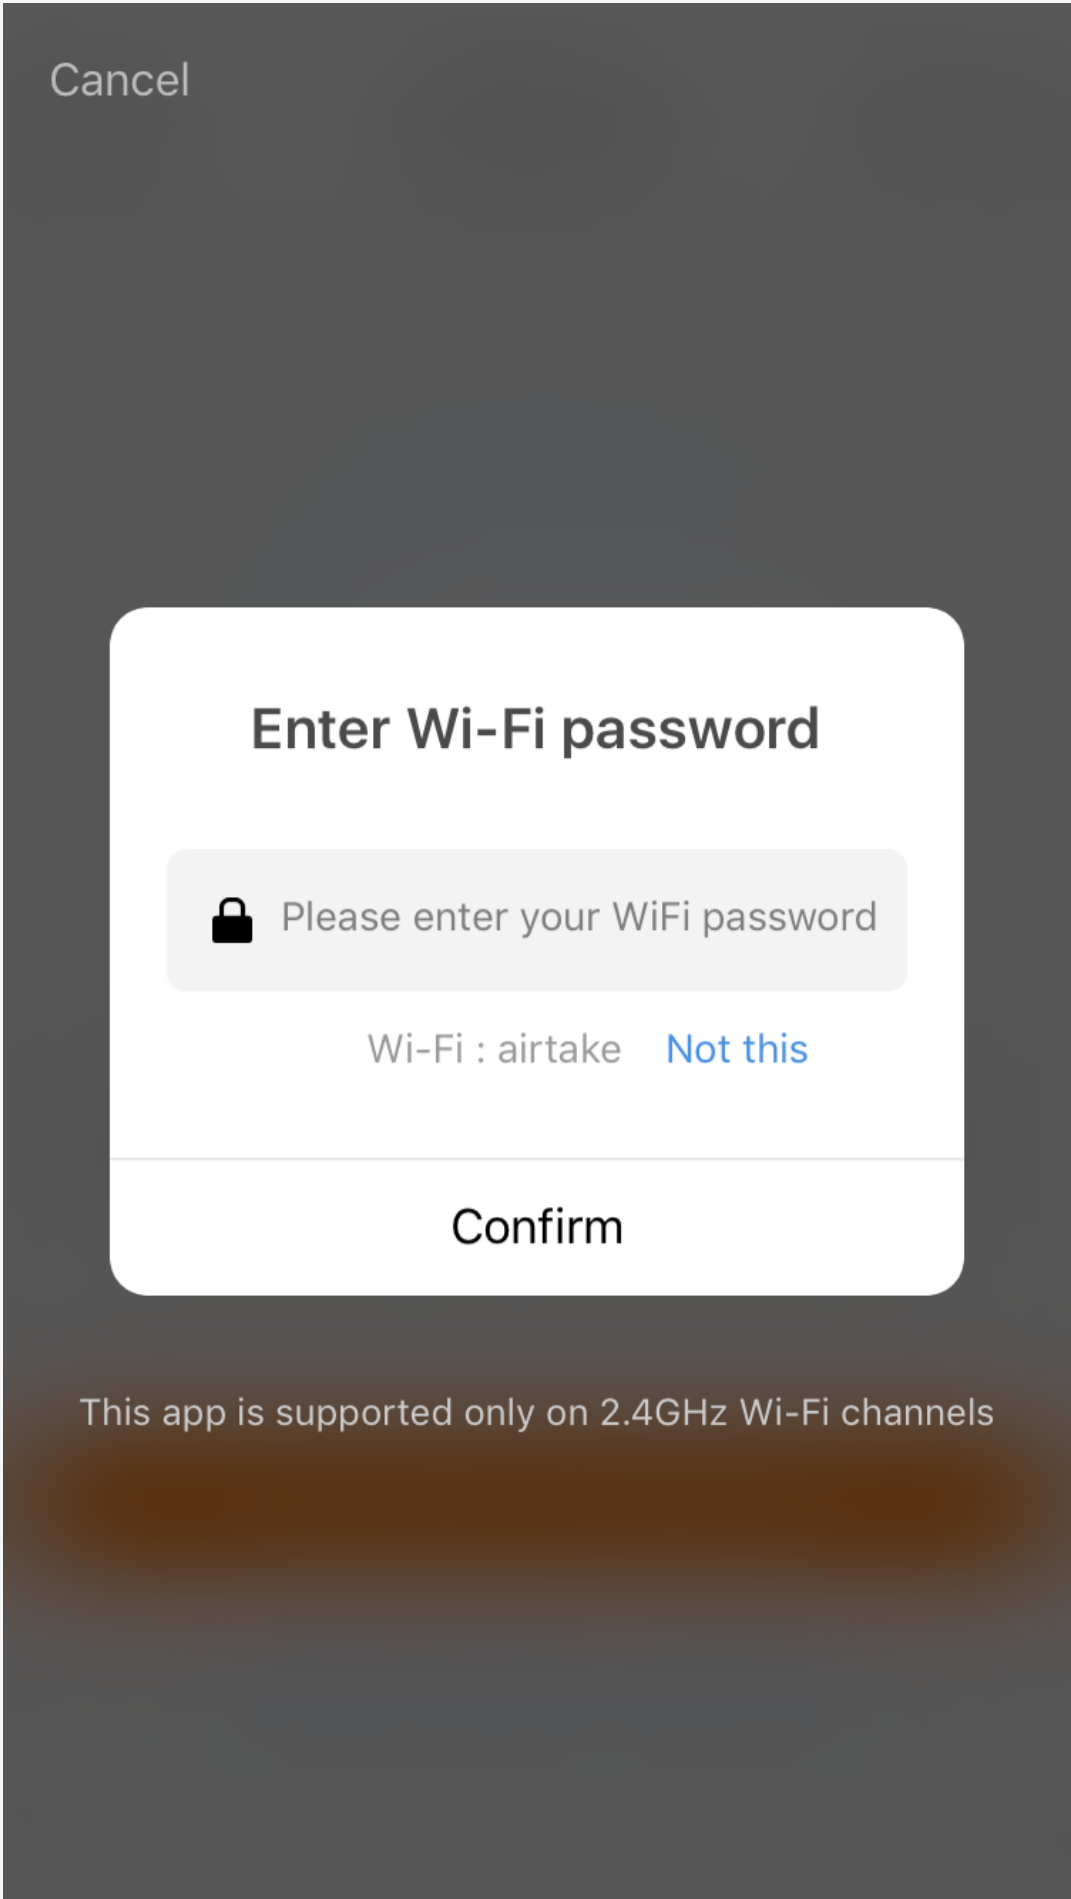 Cancel
Enter Wi-Fi password
Please enter your WiFi password
Wi-Fi : airtake Not this
Confirm
This app is supported only on 2.4GHz Wi-Fi channels